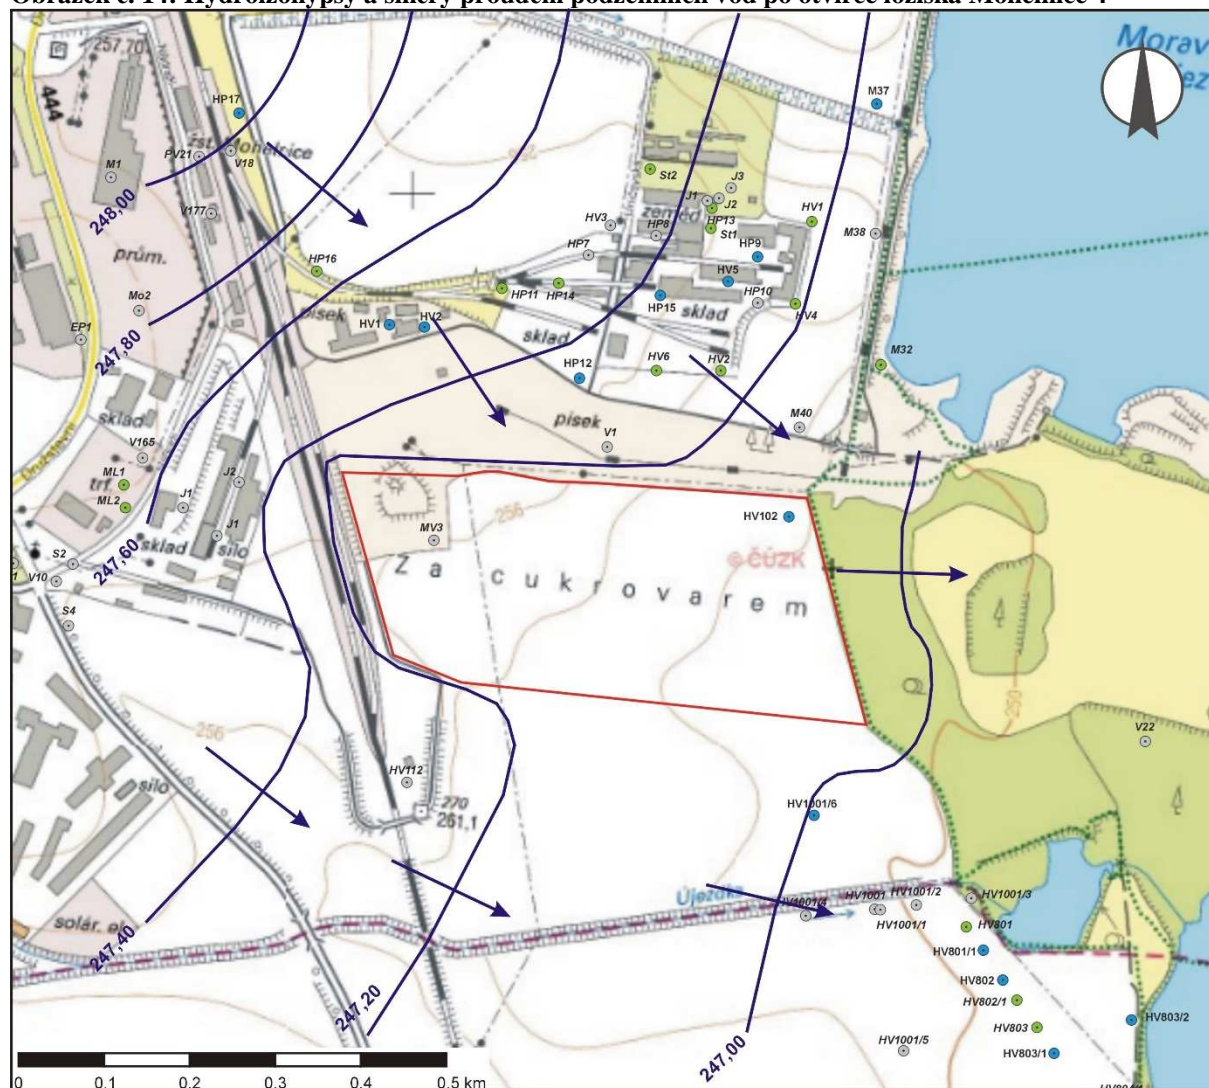 Obrázek č. 14: Hydroizohypsy a směry proudění podzemních vod po otvírce ložiska Mohelnice
257,70
444
HP17
PV21
V18
M1
V177
248,00
prům.
HP16
Mo2
EP1
247,80
písek
HV1
HV2
sklad
V165
ML1
trf.
ML2
J2
J1
J1
silo
sklad
247,60
S2
V10
S4
M37
St2
J3
J1
J2
HP13
St1
HV1
HV3
HP8
HP7
HP9
M38
HP11
HP14
HV5
HP15
sklad
HP10
HV4
sklad
HP12
HV6
HV2
M32
písek
V1
M40
256
HV102
MV3
© ČÚZK
Za cukrovarem
250
V22
256
silo
HV112
270
261,1
HV1001/6
Újezdka
HV1001/4
HV1001
HV1001/2
HV1001/1
HV1001/3
HV801
HV801/1
HV802
HV802/1
HV803
HV803/2
HV803/1
HV1001/5
solár. el.
247,40
247,20
247,00
0 0.1 0.2 0.3 0.4 0.5 km